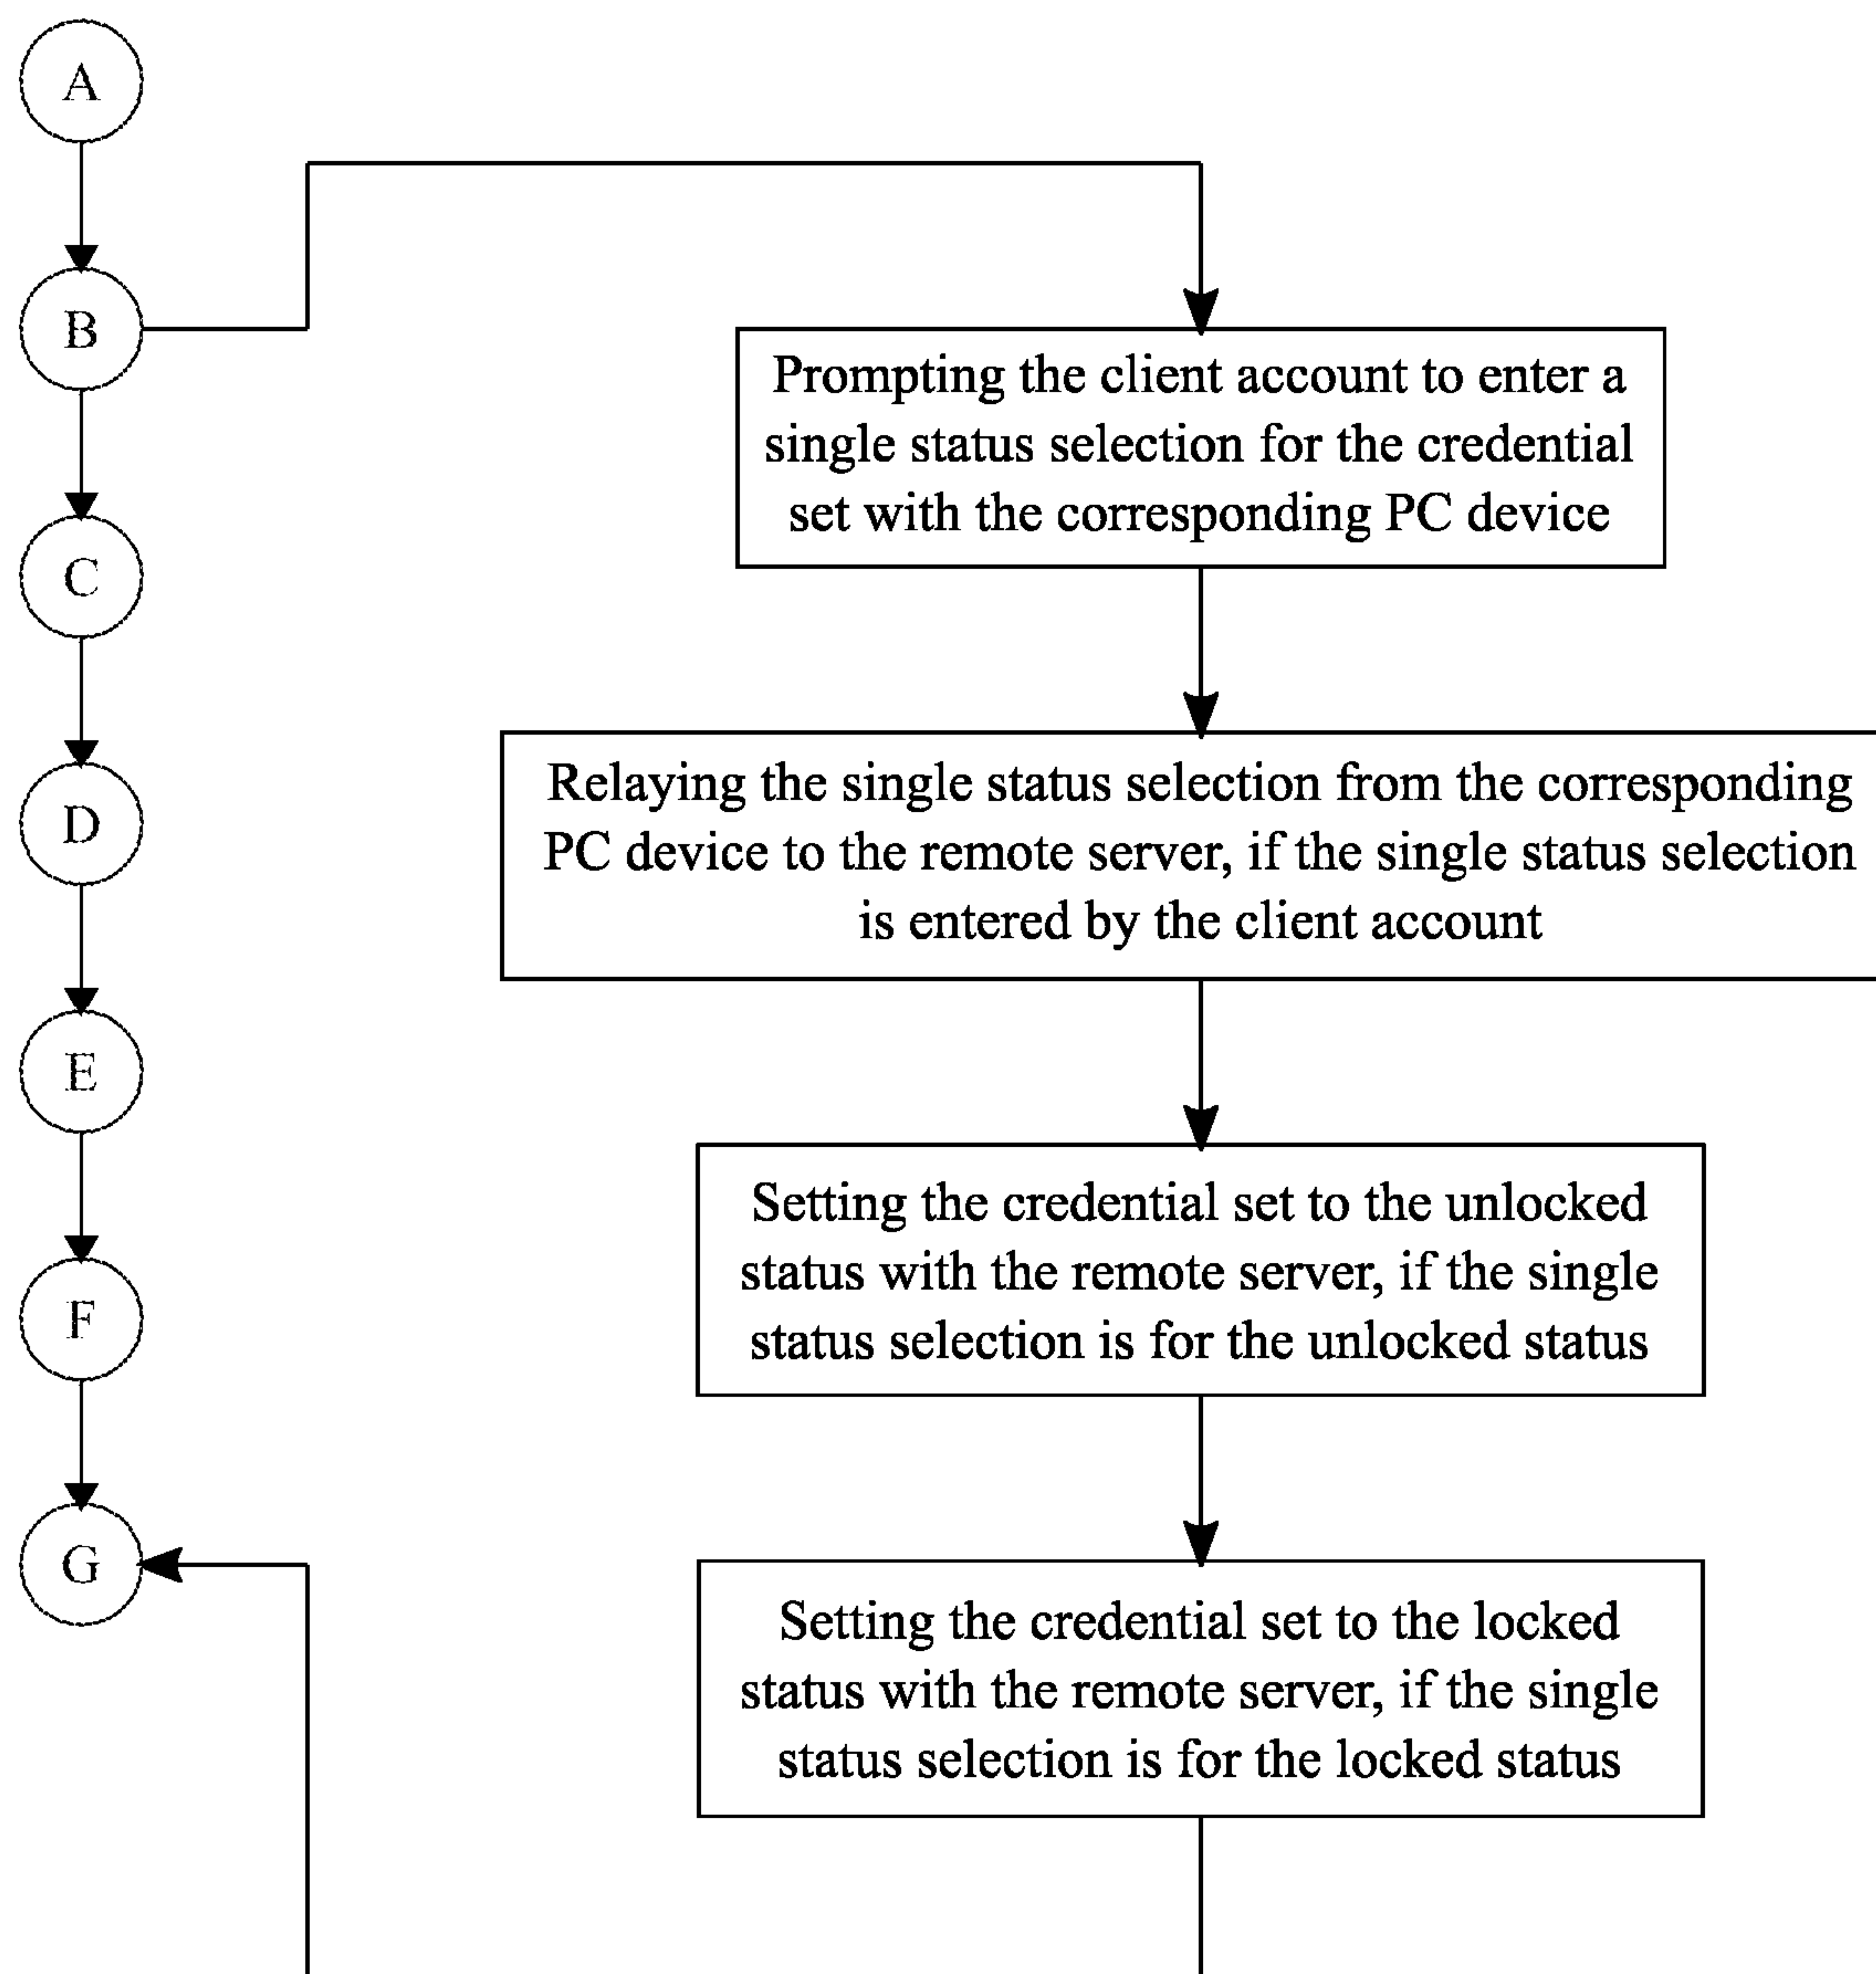 A
B
C
D
E
F
G
Prompting the client account to enter a
single status selection for the credential
set with the corresponding PC device
Relaying the single status selection from the corresponding
PC device to the remote server, if the single status selection
is entered by the client account
Setting the credential set to the unlocked
status with the remote server, if the single
status selection is for the unlocked status
Setting the credential set to the locked
status with the remote server, if the single
status selection is for the locked status